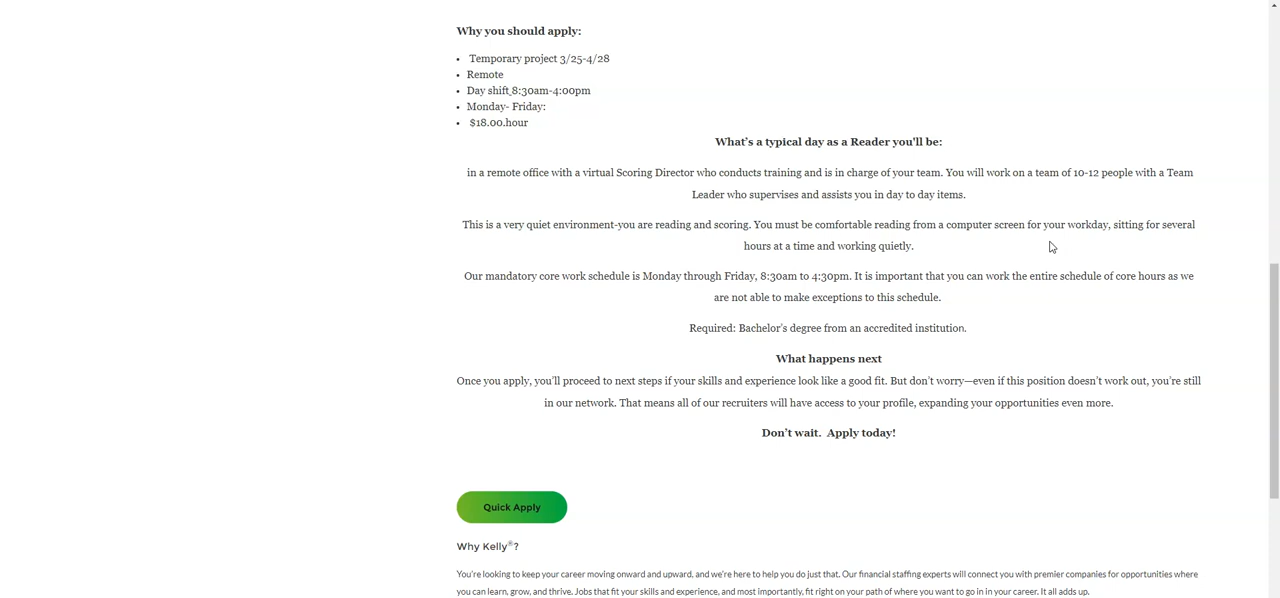 Why you should apply:
• Temporary project 3/25-4/28
• Remote
• Day shift 8:30am-4:00pm
• Monday- Friday:
• $18.00.hour
What's a typical day as a Reader you'll be:
in a remote office with a virtual Scoring Director who conducts training and is in charge of your team. You will work on a team of 10-12 people with a Team
Leader who supervises and assists you in day to day items.
This is a very quiet environment-you are reading and scoring. You must be comfortable reading from a computer screen for your workday, sitting for several
hours at a time and working quietly.
Our mandatory core work schedule is Monday through Friday, 8:30am to 4:30pm. It is important that you can work the entire schedule of core hours as we
are not able to make exceptions to this schedule.
Required: Bachelor's degree from an accredited institution.
What happens next
Once you apply, you'll proceed to next steps if your skills and experience look like a good fit. But don't worry—even if this position doesn't work out, you're still
in our network. That means all of our recruiters will have access to your profile, expanding your opportunities even more.
Don't wait.  Apply today!
Quick Apply
Why Kelly®?
You're looking to keep your career moving onward and upward, and we're here to help you do just that. Our financial staffing experts will connect you with premier companies for opportunities where
you can learn, grow, and thrive. Jobs that fit your skills and experience, and most importantly, fit right on your path of where you want to go in in your career. It all adds up.